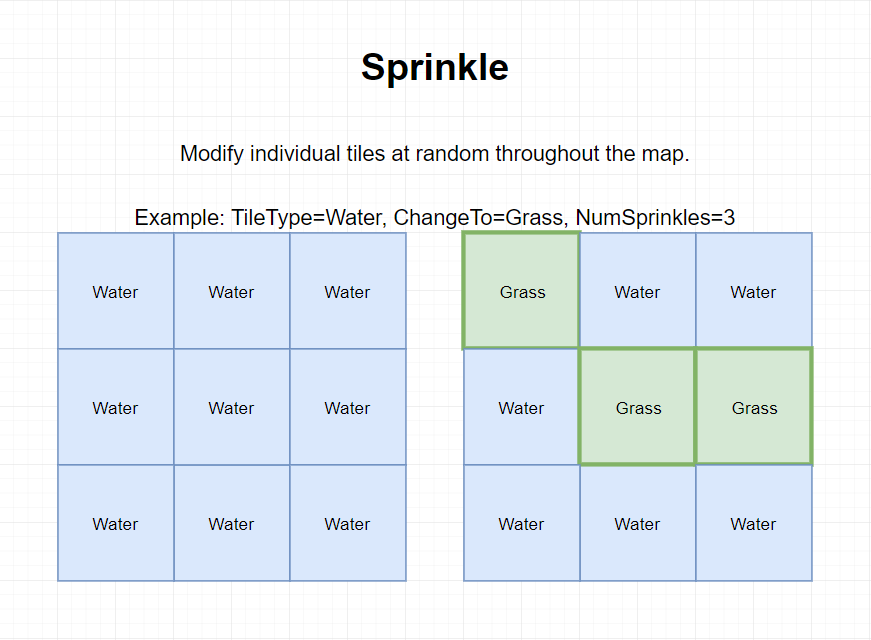 Sprinkle
Modify individual tiles at random throughout the map.
Example: TileType=Water, ChangeTo=Grass, NumSprinkles=3
Water Water Water
Water Water Water
Water Water Water
Grass Water Water
Water Grass Grass
Water Water Water